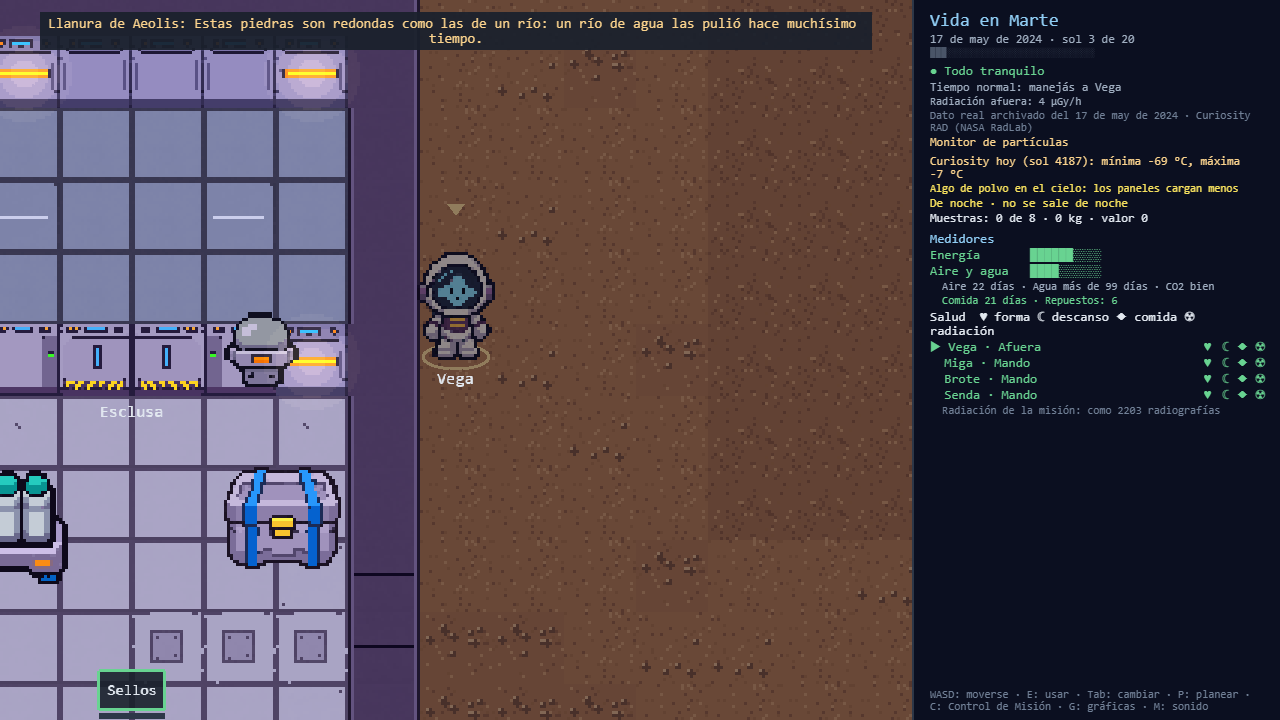 Llanura de Aeolis: Estas piedras son redondas como las de un río: un río de agua las pulió hace muchísimo
tiempo.
Vega
Esclusa
Sellos
Vida en Marte
17 de may de 2024 · sol 3 de 20
● Todo tranquilo
Tiempo normal: manejás a Vega
Radiación afuera: 4 µGy/h
Dato real archivado del 17 de may de 2024 · Curiosity
RAD (NASA RadLab)
Monitor de partículas
Curiosity hoy (sol 4187): mínima -69 °C, máxima
-7 °C
Algo de polvo en el cielo: los paneles cargan menos
De noche · no se sale de noche
Muestras: 0 de 8 · 0 kg · valor 0
Medidores
Energía
Aire y agua
Aire 22 días · Agua más de 99 días · CO2 bien
Comida 21 días · Repuestos: 6
Salud ♥ forma ☾ descanso ◆ comida ☢
radiación
▶ Vega · Afuera ♥ ☾ ◆ ☢
Miga · Mando ♥ ☾ ◆ ☢
Brote · Mando ♥ ☾ ◆ ☢
Senda · Mando ♥ ☾ ◆ ☢
Radiación de la misión: como 2203 radiografías
WASD: moverse · E: usar · Tab: cambiar · P: planear ·
C: Control de Misión · G: gráficas · M: sonido